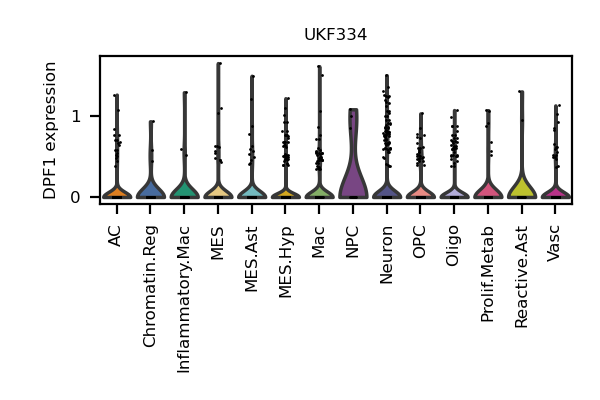 UKF334
DPF1 expression
1
0
AC
Chromatin.Reg
Inflammatory.Mac
MES
MES.Ast
MES.Hyp
Mac
NPC
Neuron
OPC
Oligo
Prolif.Metab
Reactive.Ast
Vasc